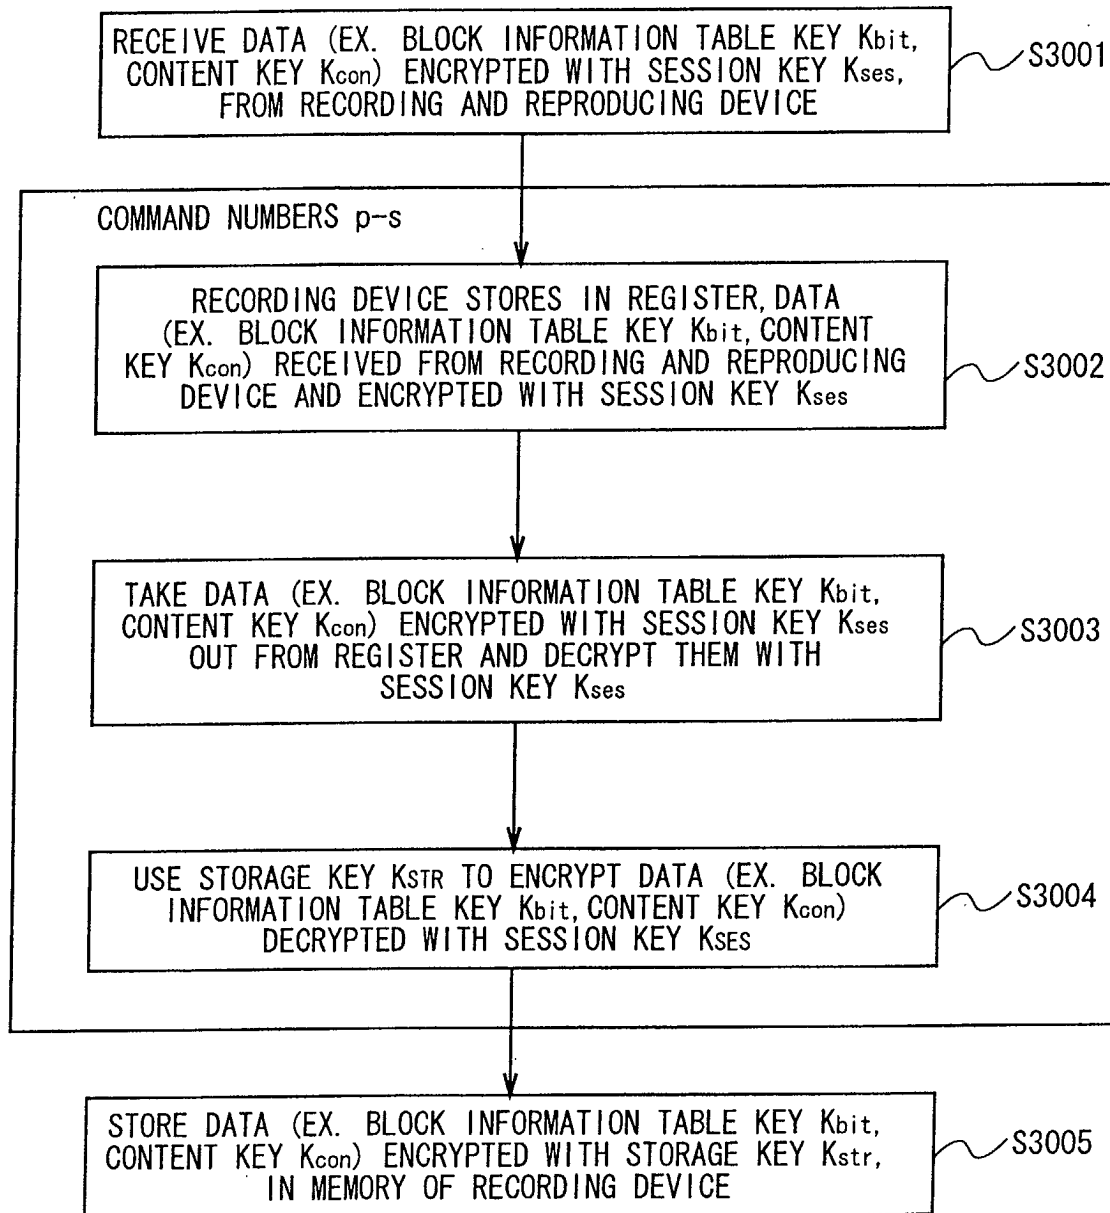 RECEIVE DATA (EX. BLOCK INFORMATION TABLE KEY Kbit,
CONTENT KEY Kcon) ENCRYPTED WITH SESSION KEY Kses,
FROM RECORDING AND REPRODUCING DEVICE
S3001
COMMAND NUMBERS p-s
RECORDING DEVICE STORES IN REGISTER, DATA
(EX. BLOCK INFORMATION TABLE KEY Kbit, CONTENT
KEY Kcon) RECEIVED FROM RECORDING AND REPRODUCING
DEVICE AND ENCRYPTED WITH SESSION KEY Kses
S3002
TAKE DATA (EX. BLOCK INFORMATION TABLE KEY Kbit,
CONTENT KEY Kcon) ENCRYPTED WITH SESSION KEY Kses
OUT FROM REGISTER AND DECRYPT THEM WITH
SESSION KEY Kses
S3003
USE STORAGE KEY KSTR TO ENCRYPT DATA (EX. BLOCK
INFORMATION TABLE KEY Kbit, CONTENT KEY Kcon)
DECRYPTED WITH SESSION KEY KSES
S3004
STORE DATA (EX. BLOCK INFORMATION TABLE KEY Kbit,
CONTENT KEY Kcon) ENCRYPTED WITH STORAGE KEY Kstr,
IN MEMORY OF RECORDING DEVICE
S3005